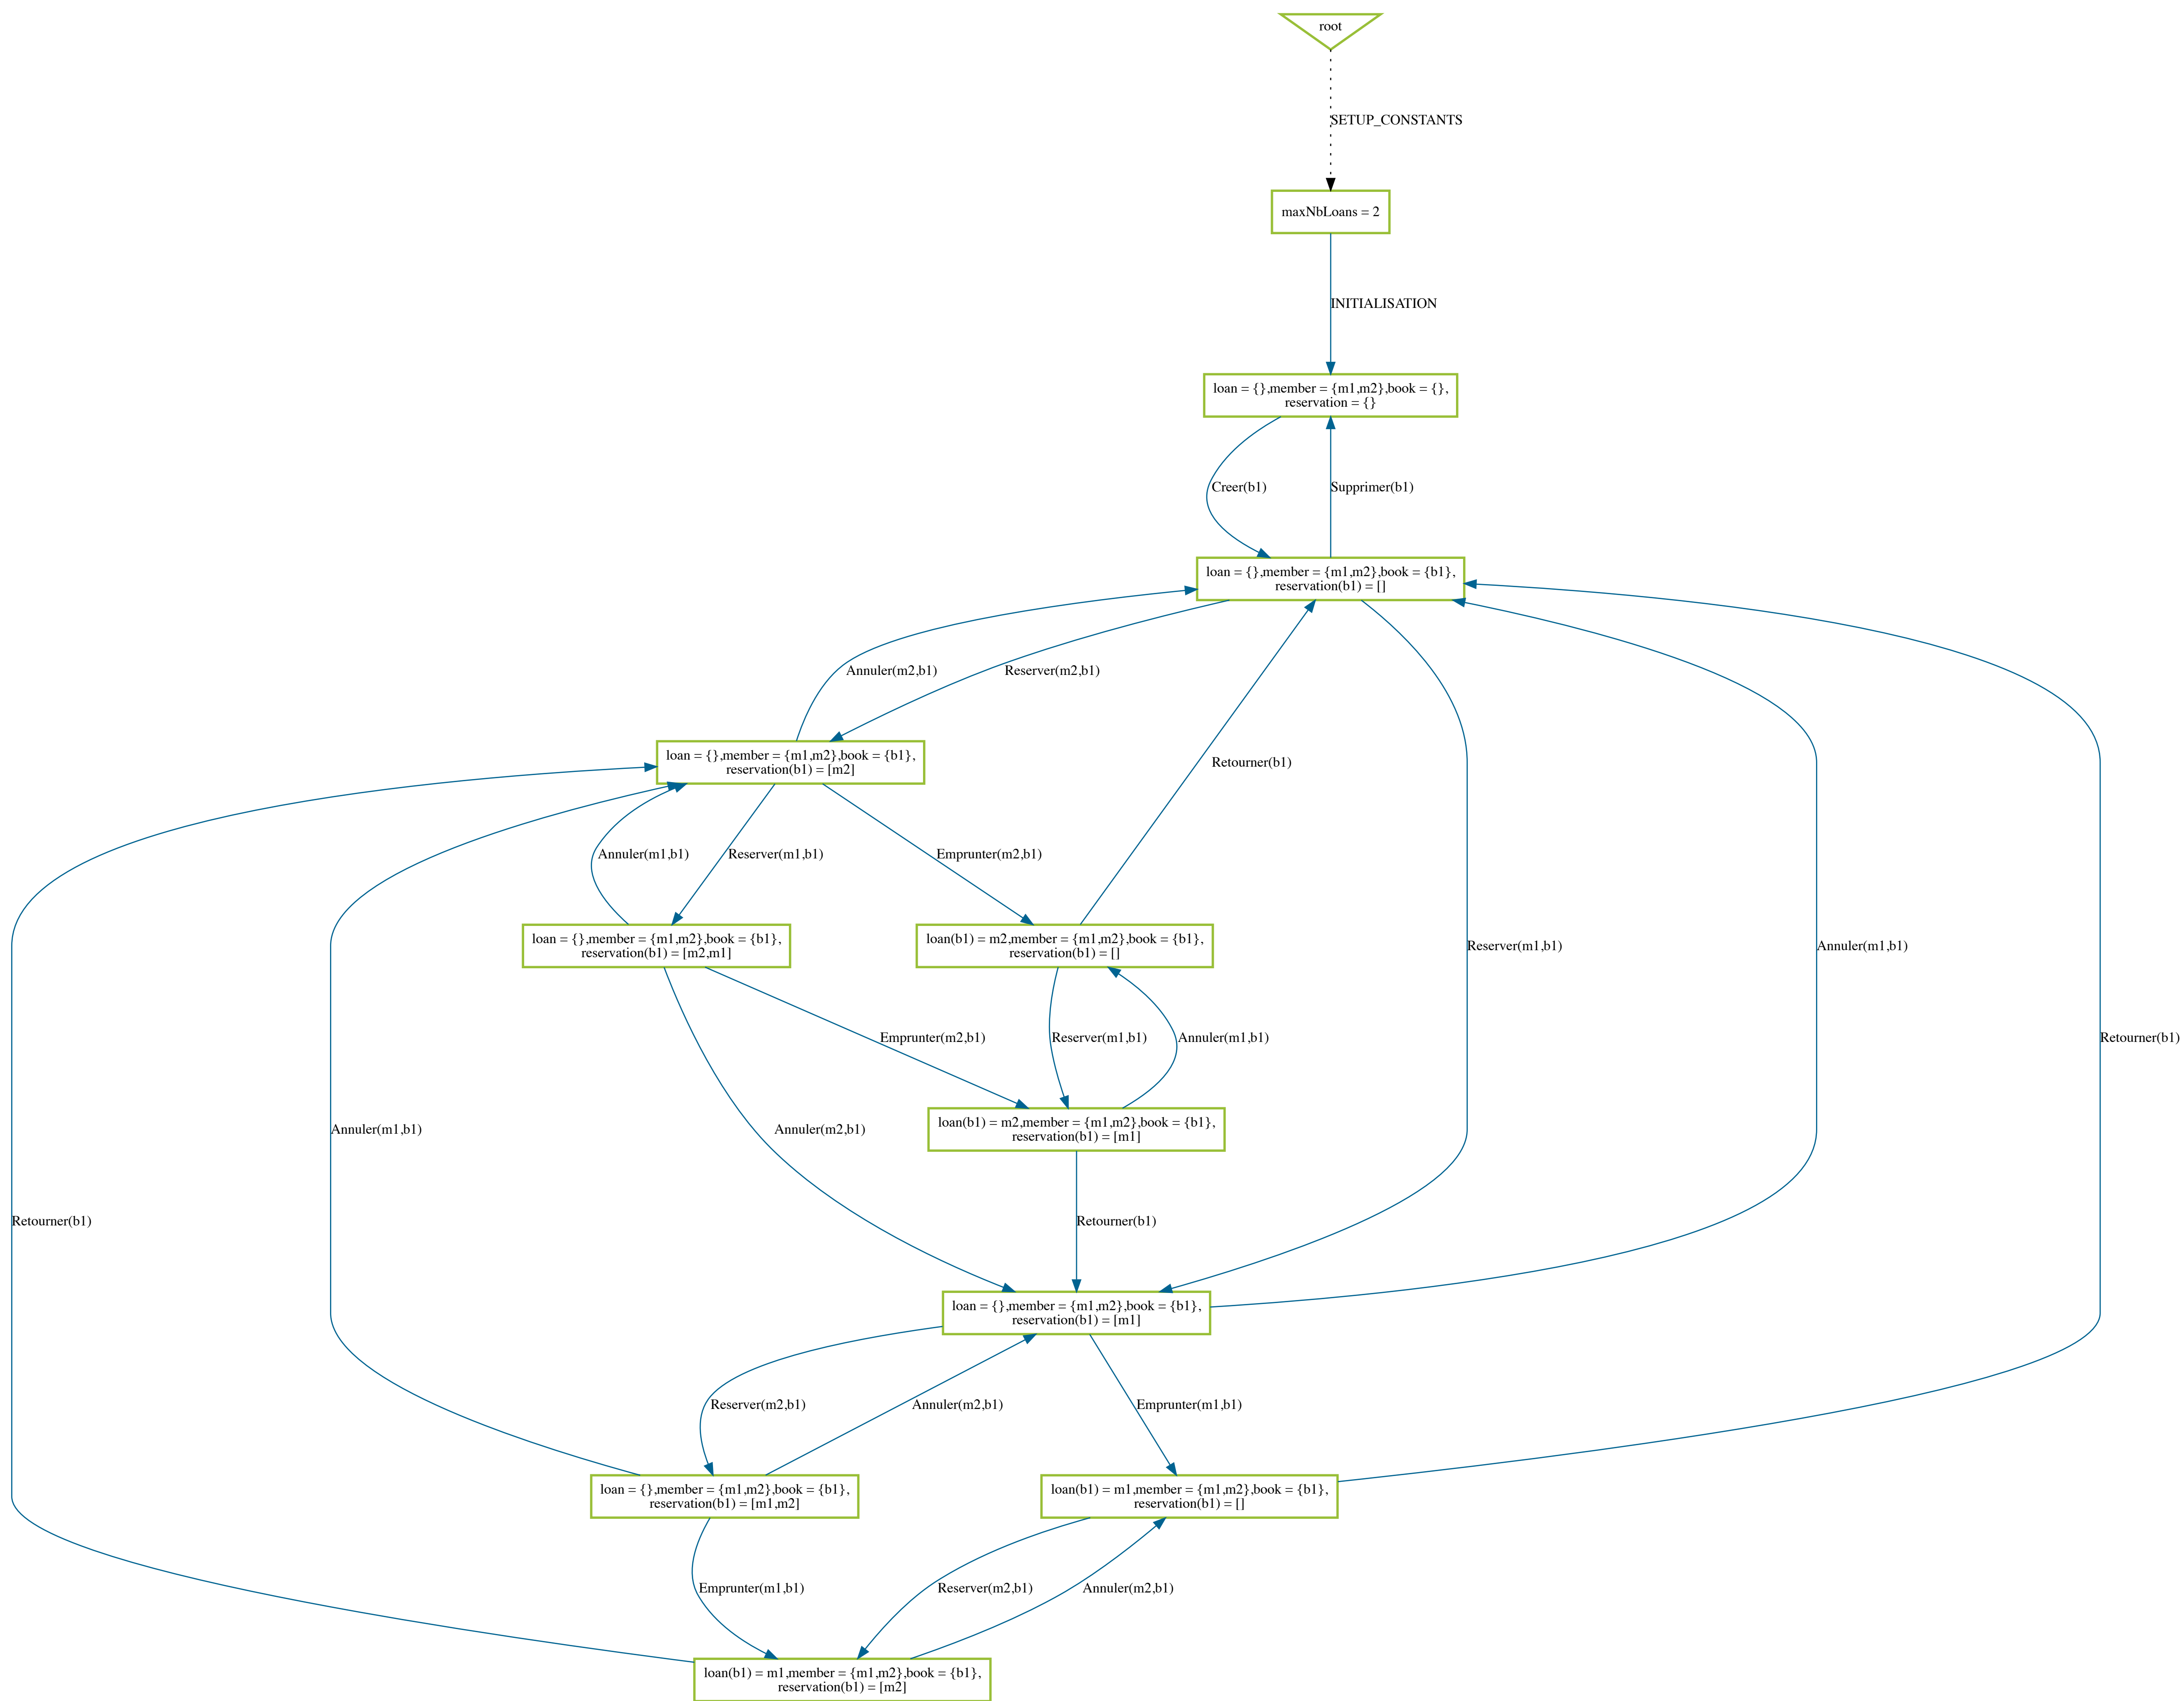 root
SETUP_CONSTANTS
maxNbLoans = 2
INITIALISATION
loan = {},member = {m1,m2},book = {},
reservation = {}
Creer(b1)
Supprimer(b1)
loan = {},member = {m1,m2},book = {b1},
reservation(b1) = []
Annuler(m2,b1)
Reserver(m2,b1)
loan = {},member = {m1,m2},book = {b1},
reservation(b1) = [m2]
Retourner(b1)
Annuler(m1,b1)
Reserver(m1,b1)
Emprunter(m2,b1)
loan = {},member = {m1,m2},book = {b1},
reservation(b1) = [m2,m1]
loan(b1) = m2,member = {m1,m2},book = {b1},
reservation(b1) = []
Reserver(m1,b1)
Annuler(m1,b1)
Emprunter(m2,b1)
Reserver(m1,b1)
Annuler(m1,b1)
Retourner(b1)
Annuler(m1,b1)
Annuler(m2,b1)
loan(b1) = m2,member = {m1,m2},book = {b1},
reservation(b1) = [m1]
Retourner(b1)
Retourner(b1)
loan = {},member = {m1,m2},book = {b1},
reservation(b1) = [m1]
Reserver(m2,b1)
Annuler(m2,b1)
Emprunter(m1,b1)
loan = {},member = {m1,m2},book = {b1},
reservation(b1) = [m1,m2]
loan(b1) = m1,member = {m1,m2},book = {b1},
reservation(b1) = []
Emprunter(m1,b1)
Reserver(m2,b1)
Annuler(m2,b1)
loan(b1) = m1,member = {m1,m2},book = {b1},
reservation(b1) = [m2]